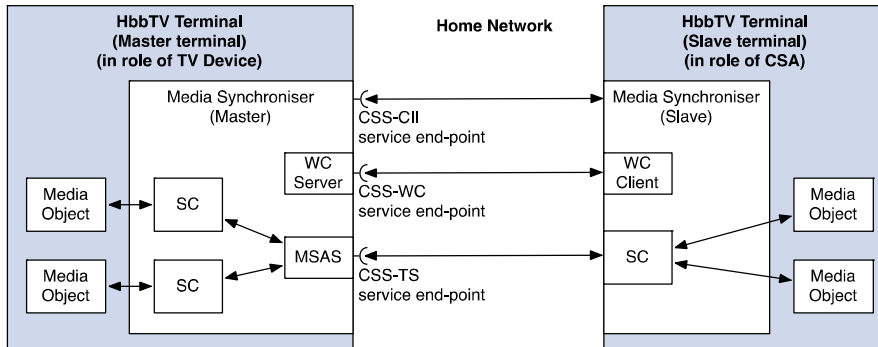 HbbTV Terminal
(Master terminal)
(in role of TV Device)
Home Network
HbbTV Terminal
(Slave terminal)
(in role of CSA)
Media Synchroniser
(Master)
CSS-CII
service end-point
Media Synchroniser
(Slave)
WC
Server
CSS-WC
service end-point
WC
Client
Media
Object
SC
Media
Object
MSAS
CSS-TS
service end-point
SC
Media
Object
SC
Media
Object